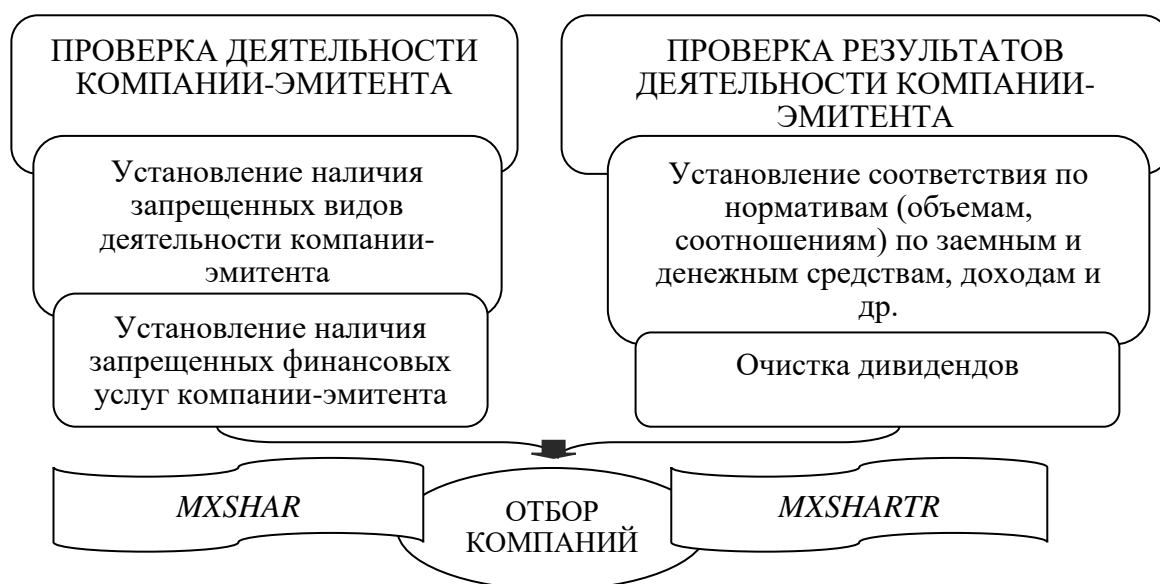 ПРОВЕРКА ДЕЯТЕЛЬНОСТИ
КОМПАНИИ-ЭМИТЕНТА
Установление наличия
запрещенных видов
деятельности компании-
эмитента
Установление наличия
запрещенных финансовых
услуг компании-эмитента
ПРОВЕРКА РЕЗУЛЬТАТОВ
ДЕЯТЕЛЬНОСТИ КОМПАНИИ-
ЭМИТЕНТА
Установление соответствия по
нормативам (объемам,
соотношениям) по заемным и
денежным средствам, доходам и
др.
Очистка дивидендов
MXSHAR
ОТБОР
КОМПАНИЙ
MXSHARTR